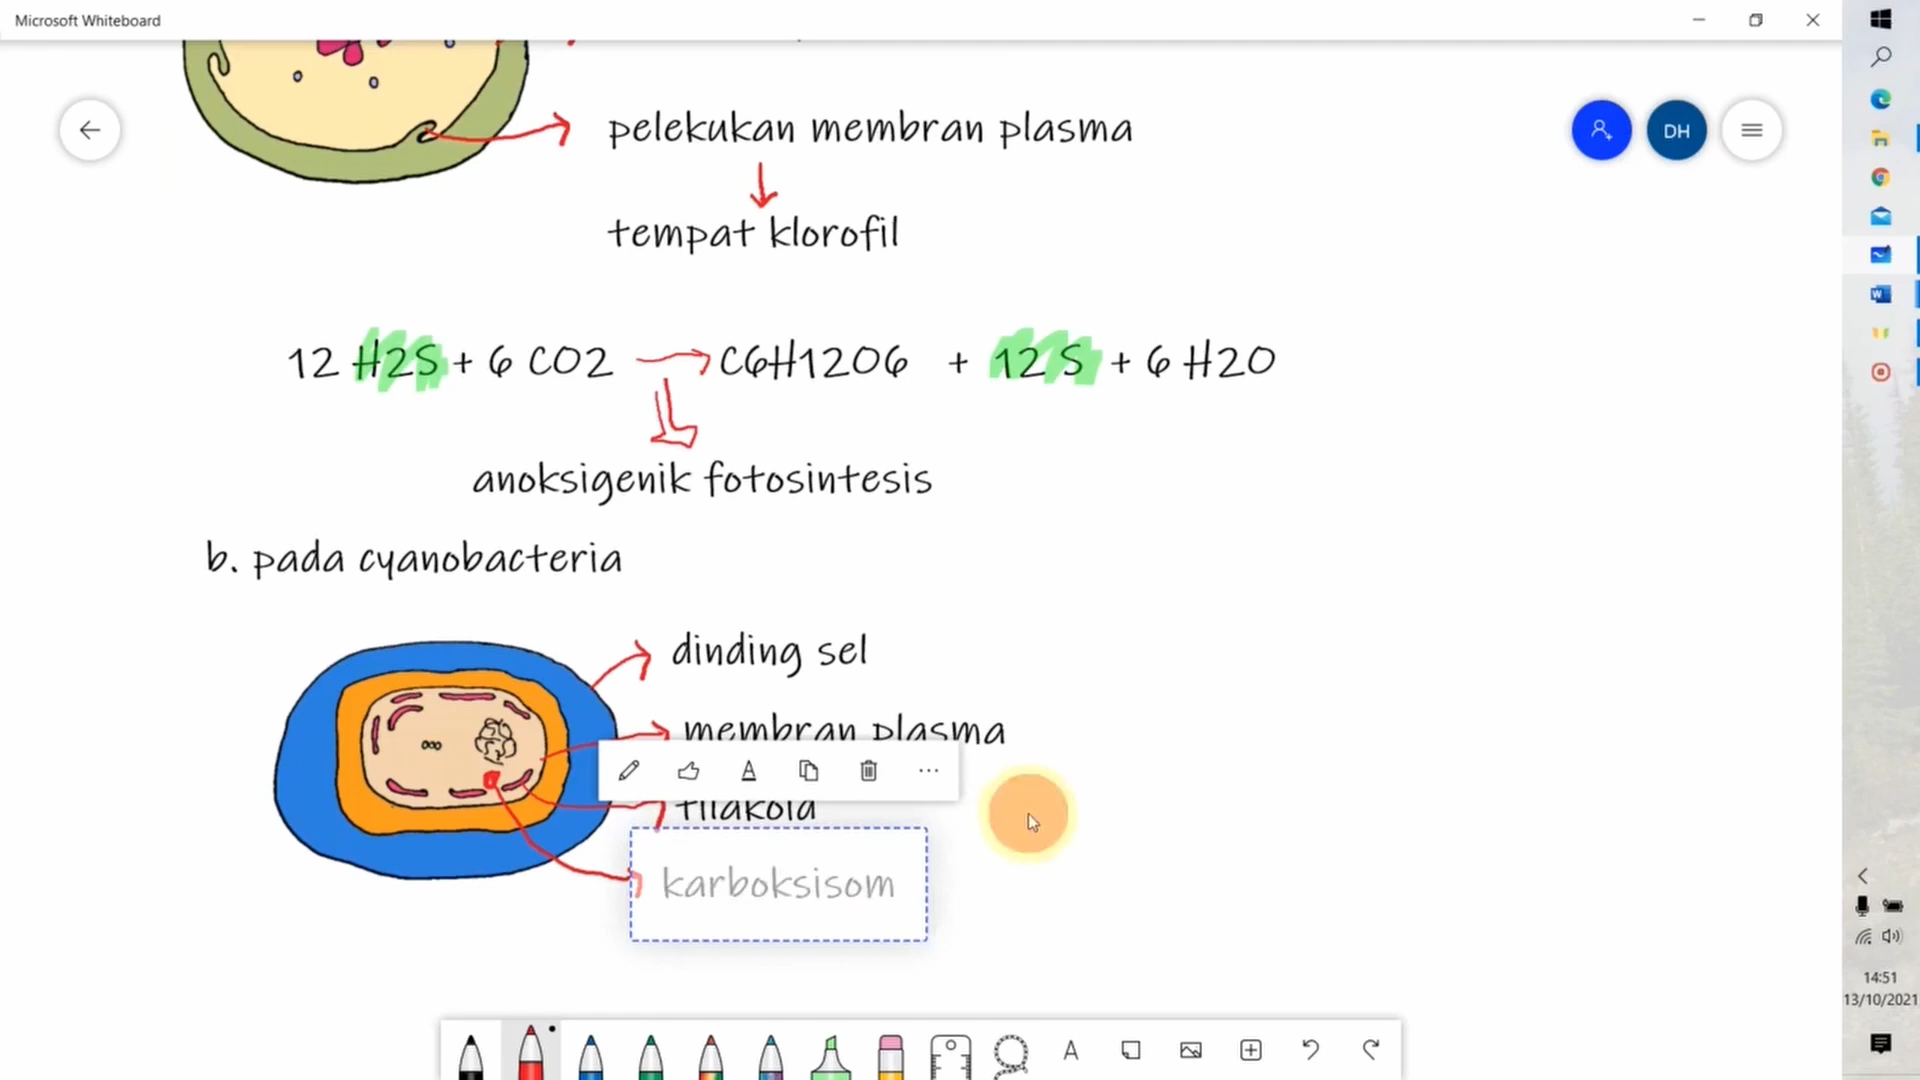 Microsoft Whiteboard
pelekukan membran plasma
DH
tempat klorofil
12 H2S + 6 CO2 → C6H12O6 + 12 S + 6 H2O
anoksigenik fotosintesis
b. pada cyanobacteria
dinding sel
membran plasma
tilakoid
karboksisom
14:51
13/10/2021